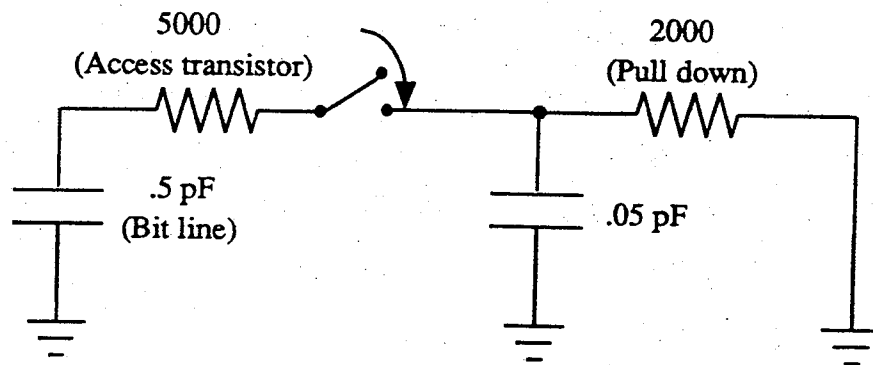 5000
(Access transistor)
2000
(Pull down)
.5 pF
(Bit line)
.05 pF